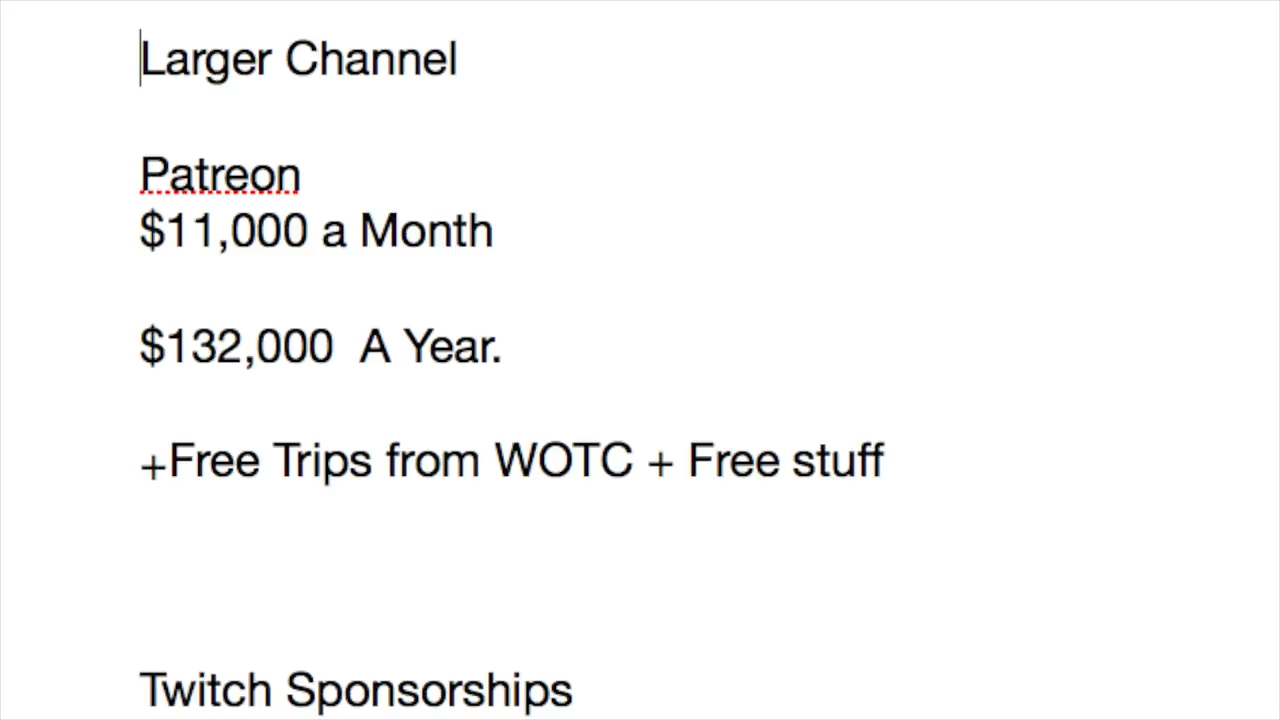 Larger Channel
Patreon
$11,000 a Month
$132,000  A Year.
+Free Trips from WOTC + Free stuff
Twitch Sponsorships